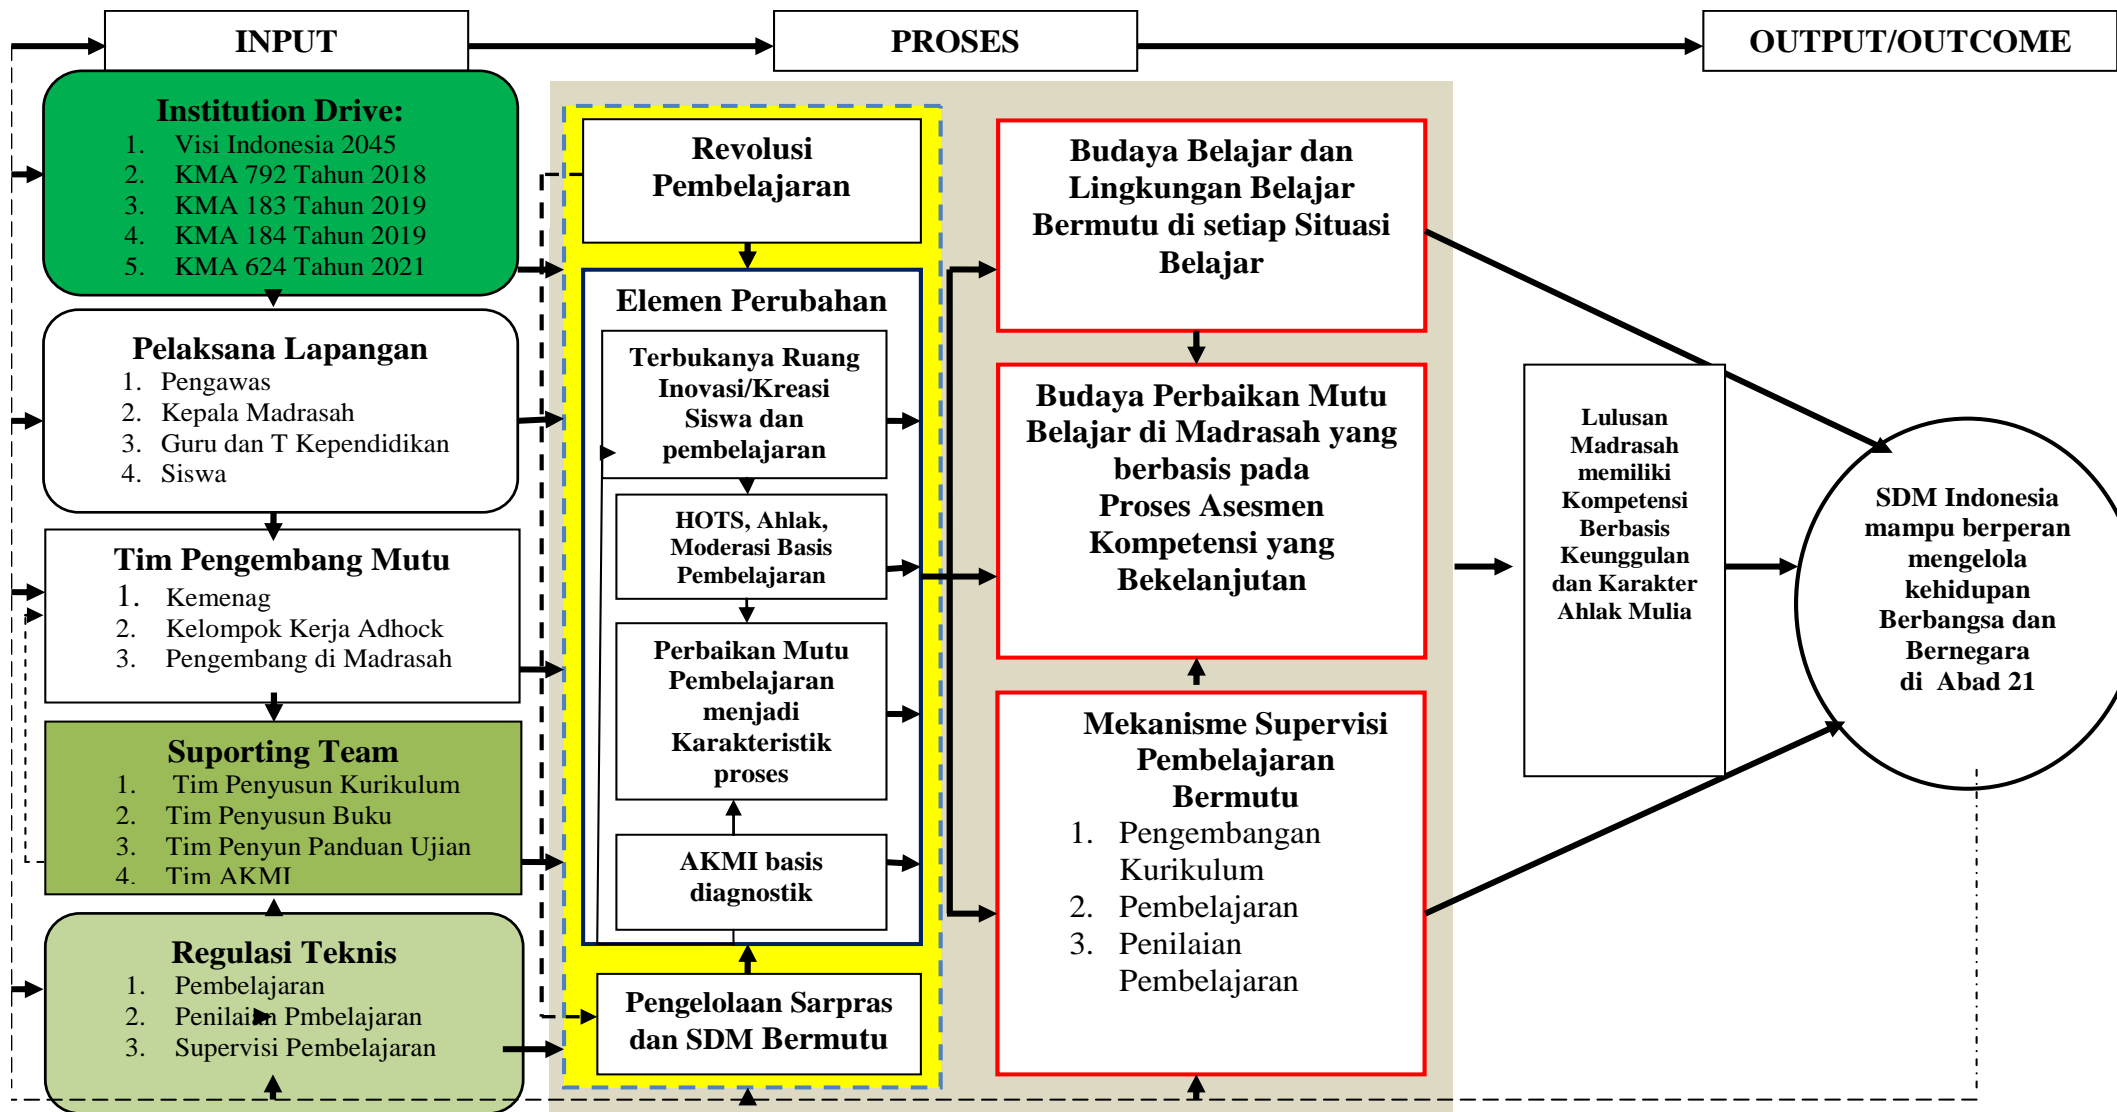 INPUT
PROSES
OUTPUT/OUTCOME
Institution Drive:
1. Visi Indonesia 2045
2. KMA 792 Tahun 2018
3. KMA 183 Tahun 2019
4. KMA 184 Tahun 2019
5. KMA 624 Tahun 2021
Pelaksana Lapangan
1. Pengawas
2. Kepala Madrasah
3. Guru dan T Kependidikan
4. Siswa
Tim Pengembang Mutu
1. Kemenag
2. Kelompok Kerja Adhock
3. Pengembang di Madrasah
Suporting Team
1. Tim Penyusun Kurikulum
2. Tim Penyusun Buku
3. Tim Penyun Panduan Ujian
4. Tim AKMI
Regulasi Teknis
1. Pembelajaran
2. Penilaian Pmbelajaran
3. Supervisi Pembelajaran
Revolusi
Pembelajaran
Elemen Perubahan
Terbukanya Ruang
Inovasi/Kreasi
Siswa dan
pembelajaran
HOTS, Ahlak,
Moderasi Basis
Pembelajaran
Perbaikan Mutu
Pembelajaran
menjadi
Karakteristik
proses
AKMI basis
diagnostik
Pengelolaan Sarpras
dan SDM Bermutu
Budaya Belajar dan
Lingkungan Belajar
Bermutu di setiap Situasi
Belajar
Budaya Perbaikan Mutu
Belajar di Madrasah yang
berbasis pada
Proses Asesmen
Kompetensi yang
Bekelanjutan
Mekanisme Supervisi
Pembelajaran
Bermutu
1. Pengembangan
Kurikulum
2. Pembelajaran
3. Penilaian
Pembelajaran
Lulusan
Madrasah
memiliki
Kompetensi
Berbasis
Keunggulan
dan Karakter
Ahlak Mulia
SDM Indonesia
mampu berperan
mengelola
kehidupan
Berbangsa dan
Bernegara
di Abad 21